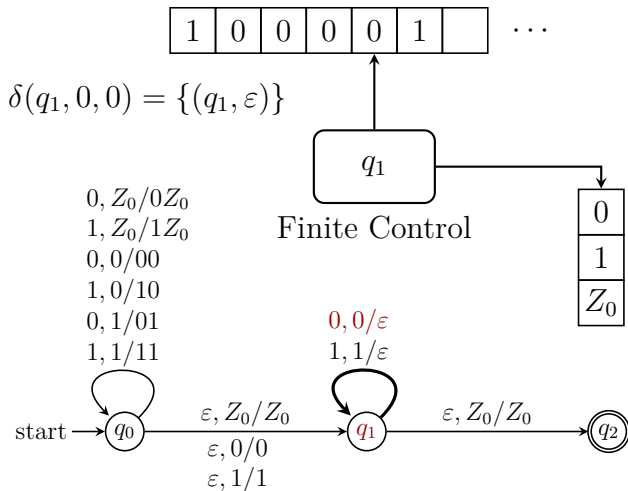 1 0 0 0 0 1 ...
δ(q₁, 0, 0) = {(q₁, ε)}
q₁
Finite Control
0
1
Z₀
0, Z₀/0Z₀
1, Z₀/1Z₀
0, 0/00
1, 0/10
0, 1/01
1, 1/11
0, 0/ε
1, 1/ε
start
q₀
ε, Z₀/Z₀
ε, 0/0
ε, 1/1
q₁
ε, Z₀/Z₀
q₂